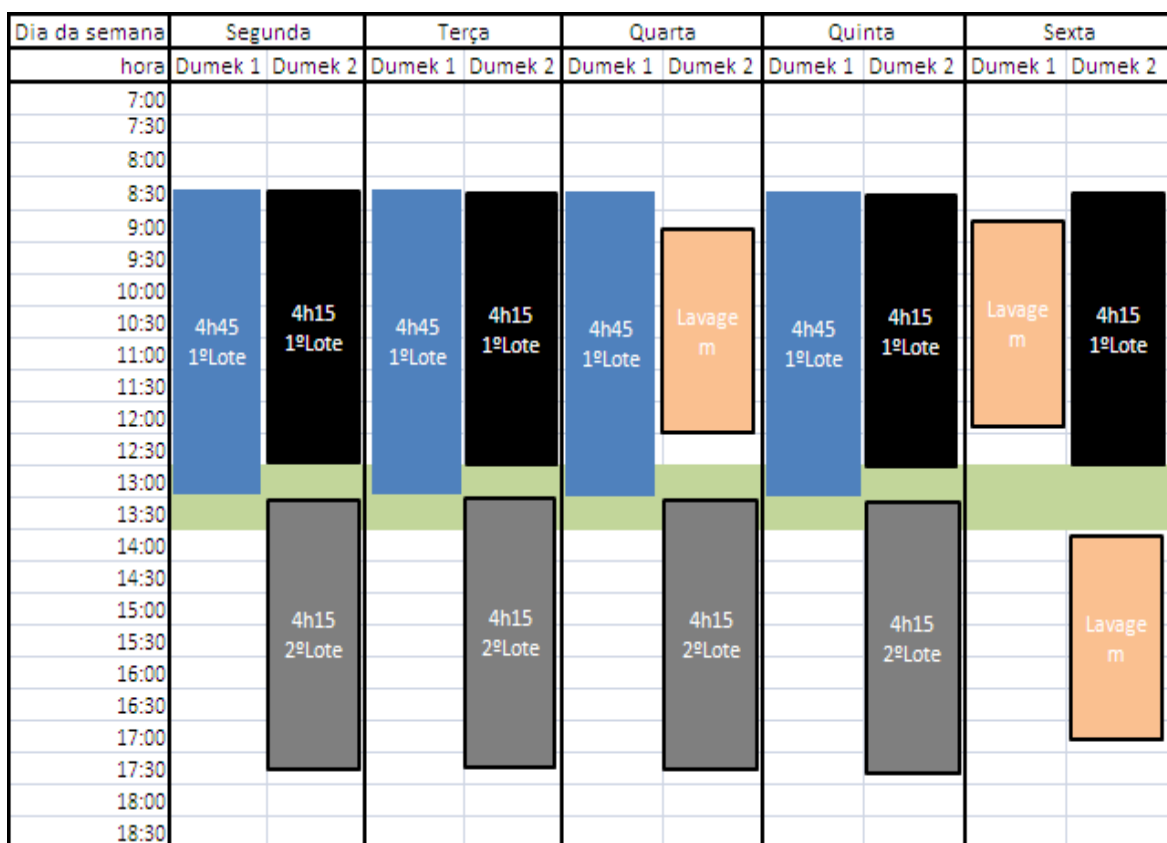 Dia da semana Segunda Terça Quarta Quinta Sexta
hora Dumek 1 Dumek 2 Dumek 1 Dumek 2 Dumek 1 Dumek 2 Dumek 1 Dumek 2 Dumek 1 Dumek 2
7:00
7:30
8:00
8:30
9:00
9:30
10:00
10:30
11:00
11:30
12:00
12:30
13:00
13:30
14:00
14:30
15:00
15:30
16:00
16:30
17:00
17:30
18:00
18:30
4h45
1ºLote
4h15
1ºLote
4h15
2ºLote
4h45
1ºLote
4h15
1ºLote
4h15
2ºLote
4h45
1ºLote
Lavage
m
4h15
2ºLote
4h45
1ºLote
4h15
1ºLote
4h15
2ºLote
Lavage
m
4h15
1ºLote
Lavage
m